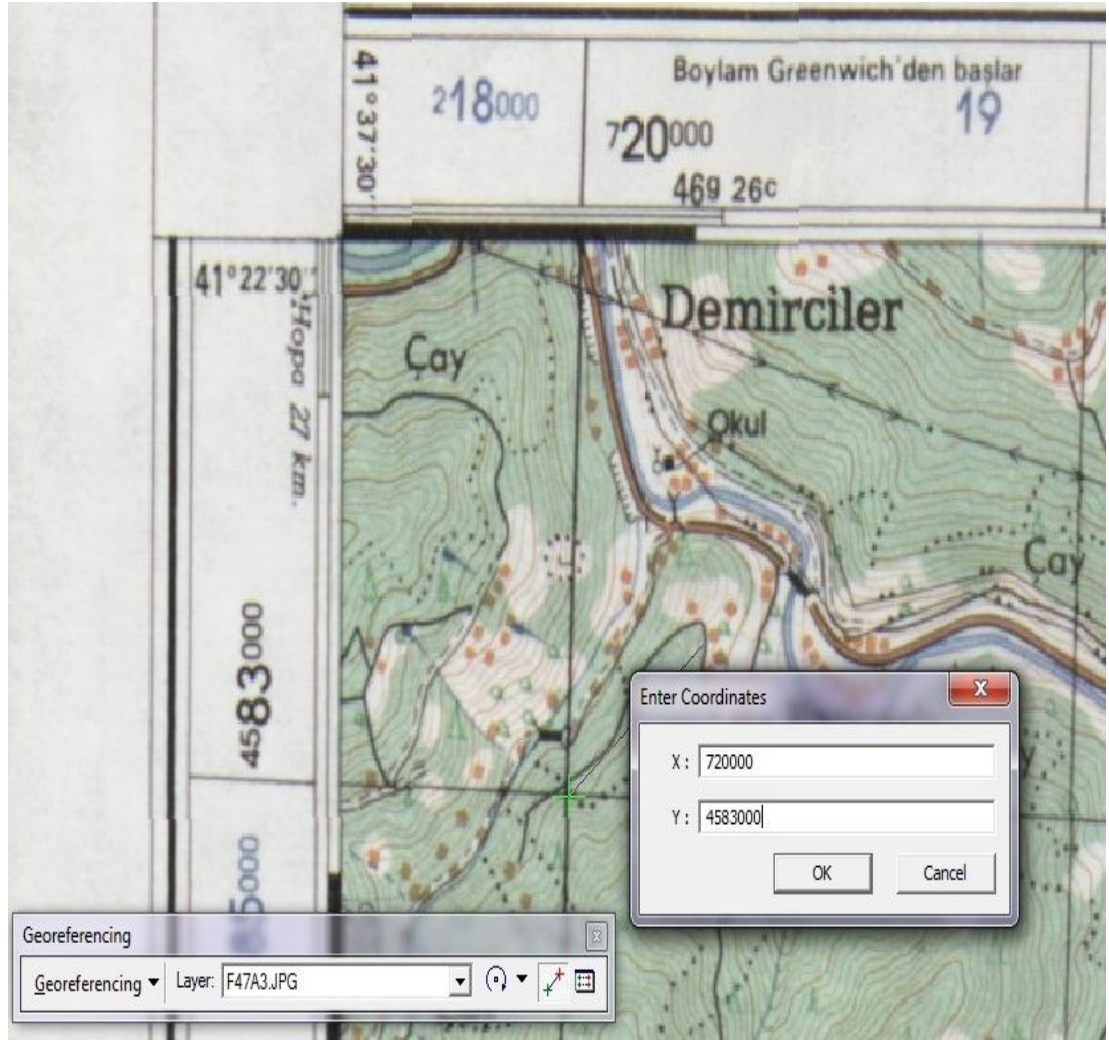 41°37'30"
218000
720000
46g 26c
Boylam Greenwich'den başlar
19
41°22'30"
Hopa 27 km.
4583000
Demirciler
Çay
Okul
Çay
Enter Coordinates
X: 720000
Y: 4583000
OK
Cancel
Georeferencing
Georeferencing
Layer: F47A3.JPG